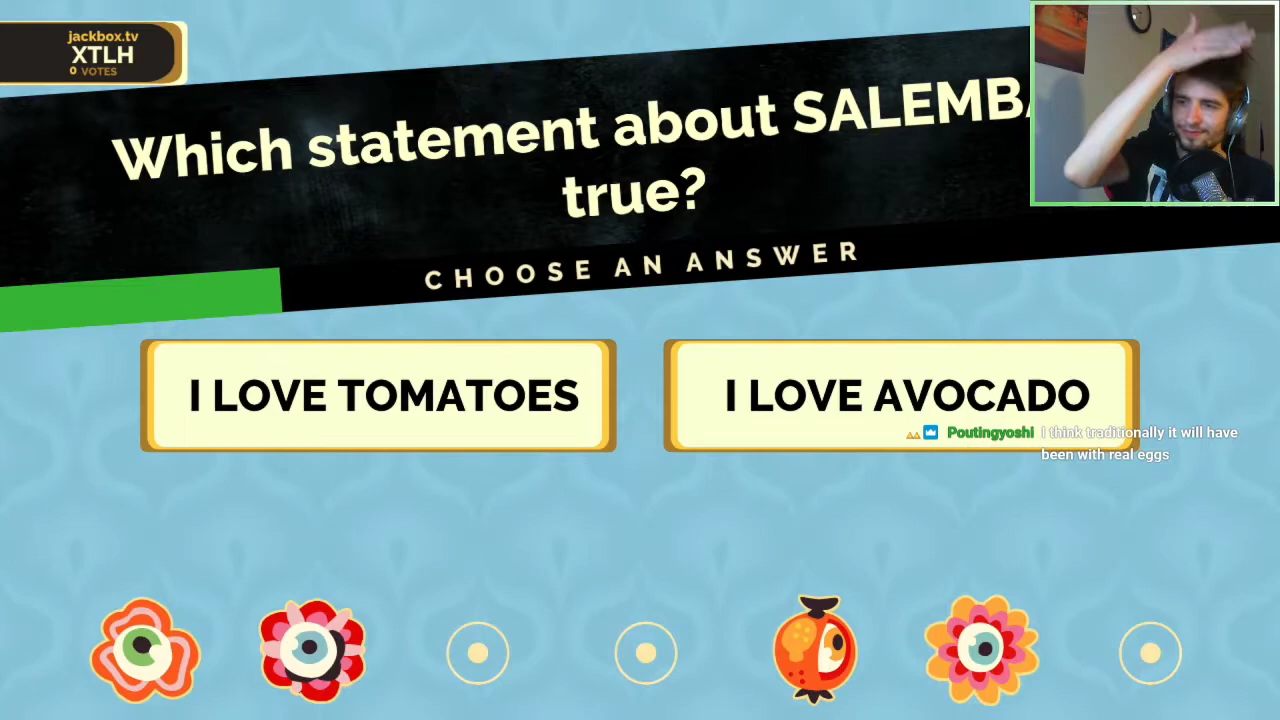 jackbox.tv
XTLH
0 VOTES
Which statement about SALEMB
true?
CHOOSE AN ANSWER
I LOVE TOMATOES
I LOVE AVOCADO
Poutingyoshi I think traditionally it will have
been with real eggs